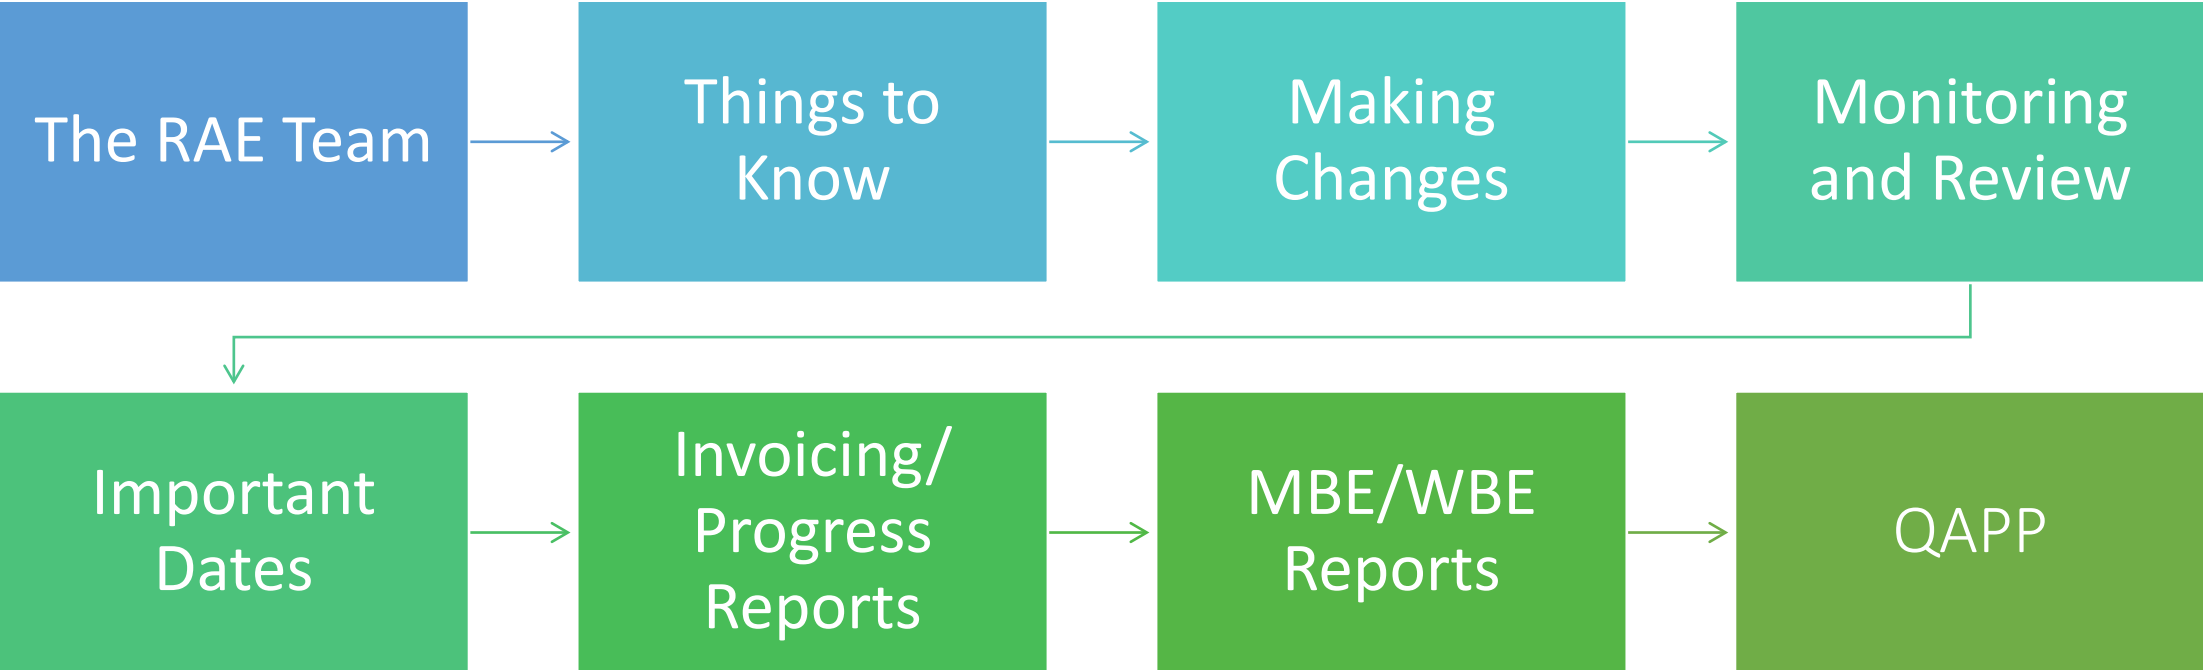 The RAE Team
Things to
Know
Making
Changes
Monitoring
and Review
Important
Dates
Invoicing/
Progress
Reports
MBE/WBE
Reports
QAPP